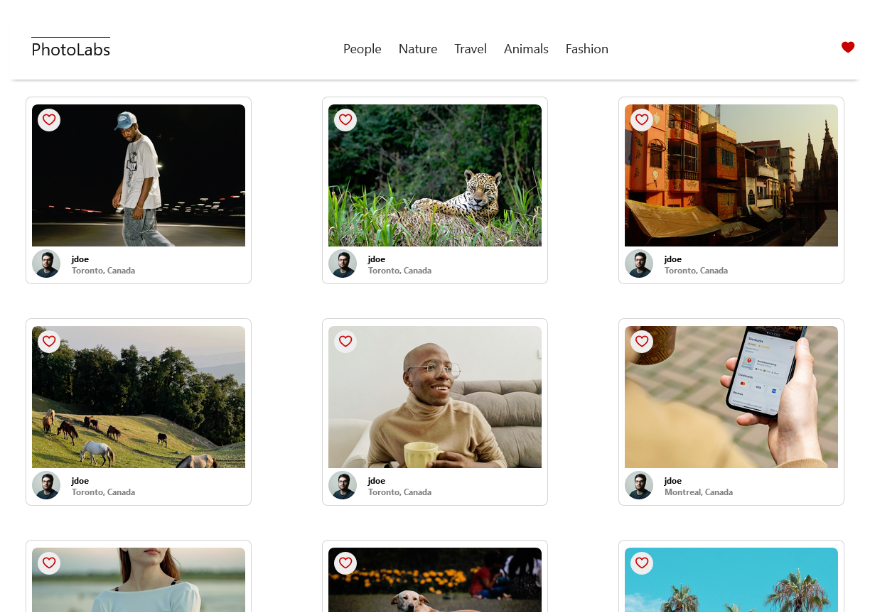 PhotoLabs
People Nature Travel Animals Fashion
jdoe
Toronto, Canada
jdoe
Toronto, Canada
jdoe
Toronto, Canada
jdoe
Toronto, Canada
jdoe
Toronto, Canada
jdoe
Montreal, Canada